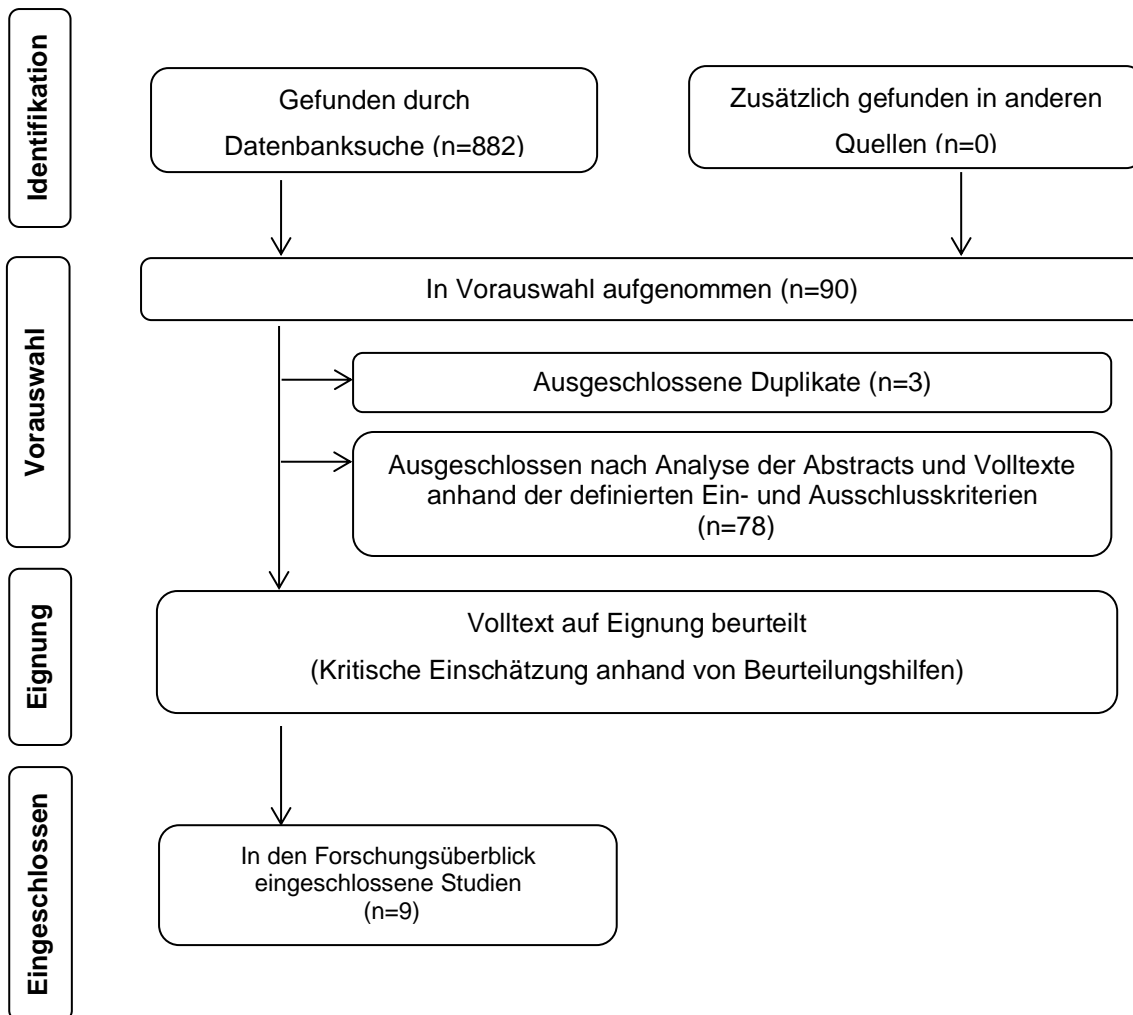 Identifikation
Gefunden durch
Datenbanksuche (n=882)
Zusätzlich gefunden in anderen
Quellen (n=0)
Vorauswahl
In Vorauswahl aufgenommen (n=90)
Ausgeschlossene Duplikate (n=3)
Ausgeschlossen nach Analyse der Abstracts und Volltexte
anhand der definierten Ein- und Ausschlusskriterien
(n=78)
Eignung
Volltext auf Eignung beurteilt
(Kritische Einschätzung anhand von Beurteilungshilfen)
Eingeschlossen
In den Forschungsüberblick
eingeschlossene Studien
(n=9)